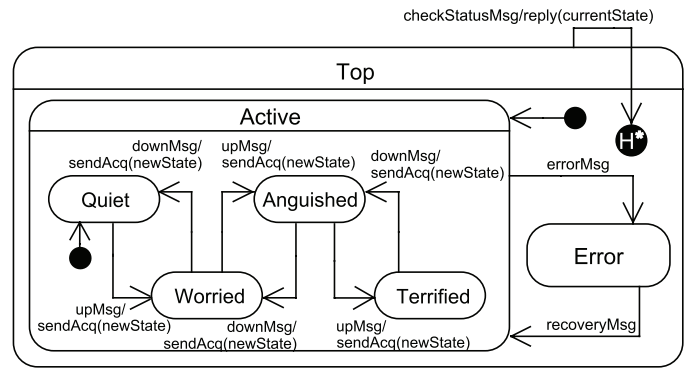 checkStatusMsg/reply(currentState)
Top
Active
H*
downMsg/
sendAcq(newState)
upMsg/
sendAcq(newState)
downMsg/
sendAcq(newState)
errorMsg
Quiet
Anguished
Error
Worried
Terrified
upMsg/
sendAcq(newState)
downMsg/
sendAcq(newState)
upMsg/
sendAcq(newState)
recoveryMsg